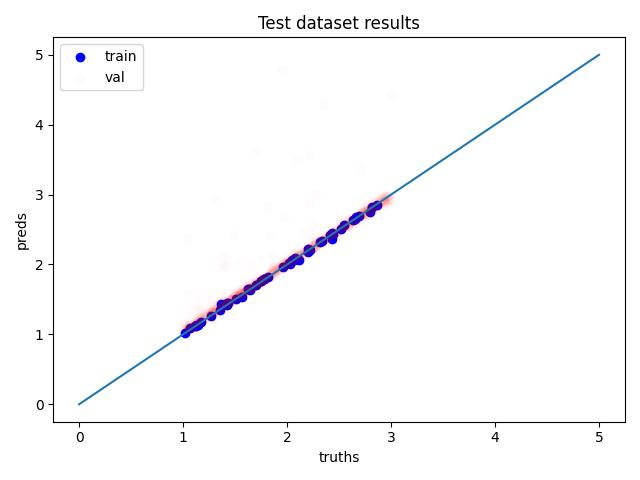 Test dataset results
train
val
5
4
3
2
1
0
preds
0 1 2 3 4 5
truths